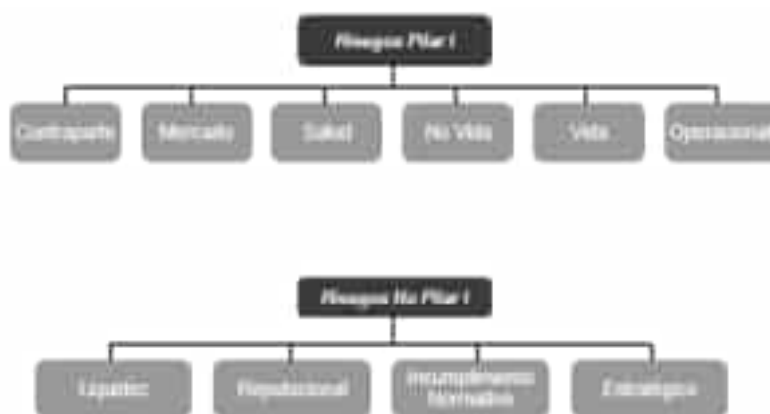 Riesgos Pilar I
Contraparte
Mercado
Salud
No Vida
Vida
Operacional
Riesgos No Pilar I
Liquidez
Reputacional
Incumplimiento
Normativo
Estratégico